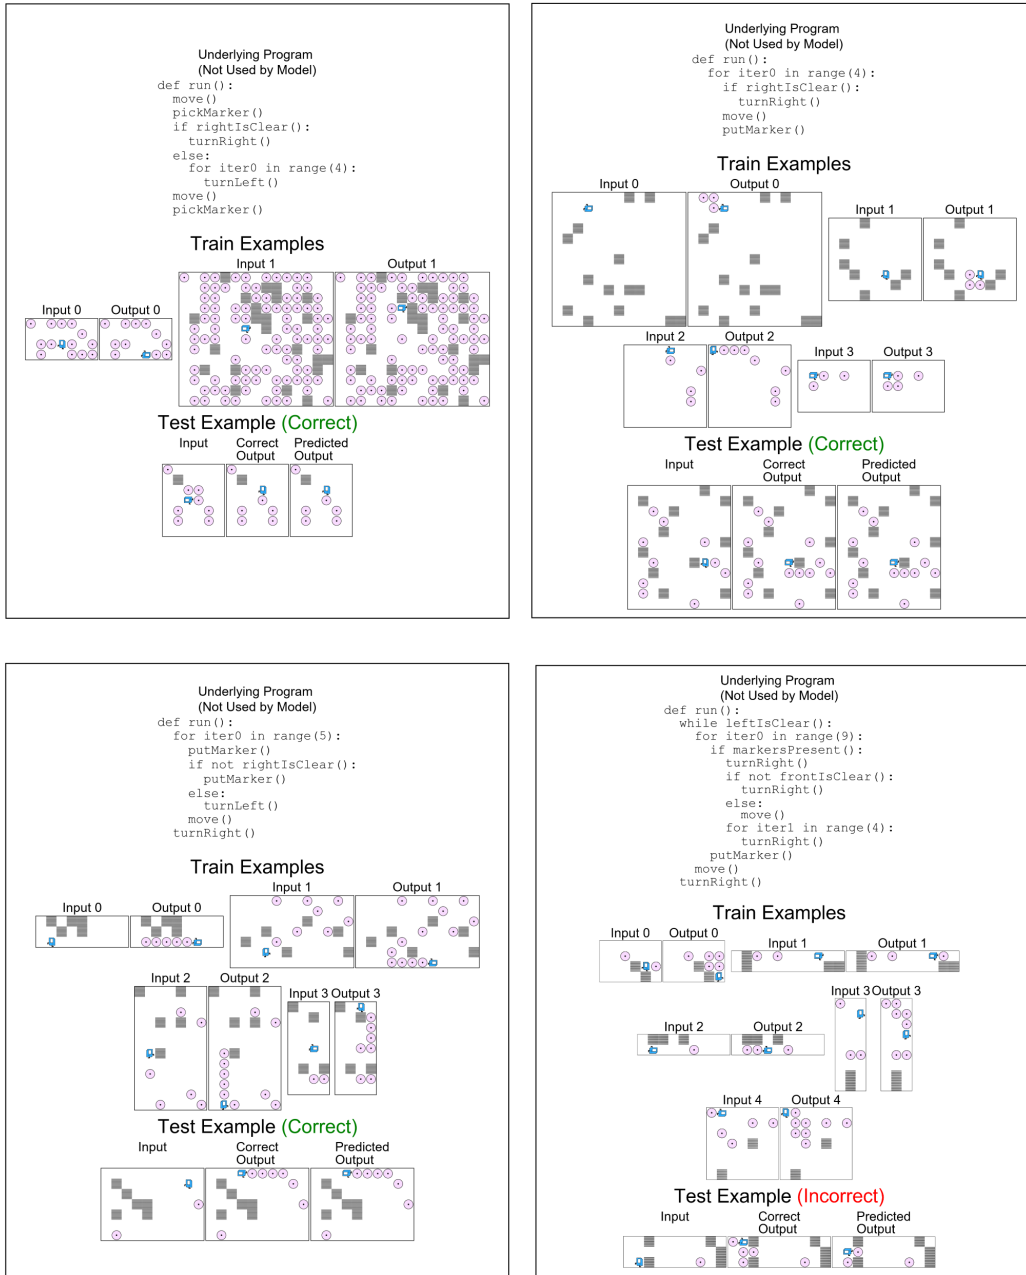 Underlying Program
(Not Used by Model)
def run():
  move()
  pickMarker()
  if rightIsClear():
    turnRight()
  else:
    for iter0 in range(4):
      turnLeft()
  move()
  pickMarker()
Train Examples
Input 1 Output 1
Input 0 Output 0
Test Example (Correct)
Input Correct Output Predicted Output
Underlying Program
(Not Used by Model)
def run():
  for iter0 in range(4):
    if rightIsClear():
      turnRight()
    move()
    putMarker()
Train Examples
Input 0 Output 0
Input 1 Output 1
Input 2 Output 2
Input 3 Output 3
Test Example (Correct)
Input Correct Output Predicted Output
Underlying Program
(Not Used by Model)
def run():
  for iter0 in range(5):
    putMarker()
    if not rightIsClear():
      putMarker()
    else:
      turnLeft()
    move()
  turnRight()
Train Examples
Input 0 Output 0
Input 1 Output 1
Input 2 Output 2
Input 3 Output 3
Test Example (Correct)
Input Correct Output Predicted Output
Underlying Program
(Not Used by Model)
def run():
  while leftIsClear():
    for iter0 in range(9):
      if markersPresent():
        turnRight()
        if not frontIsClear():
          turnRight()
        else:
          move()
        for iter1 in range(4):
          turnRight()
      putMarker()
    move()
  turnRight()
Train Examples
Input 0 Output 0
Input 1 Output 1
Input 2 Output 2
Input 3 Output 3
Input 4 Output 4
Test Example (Incorrect)
Input Correct Output Predicted Output